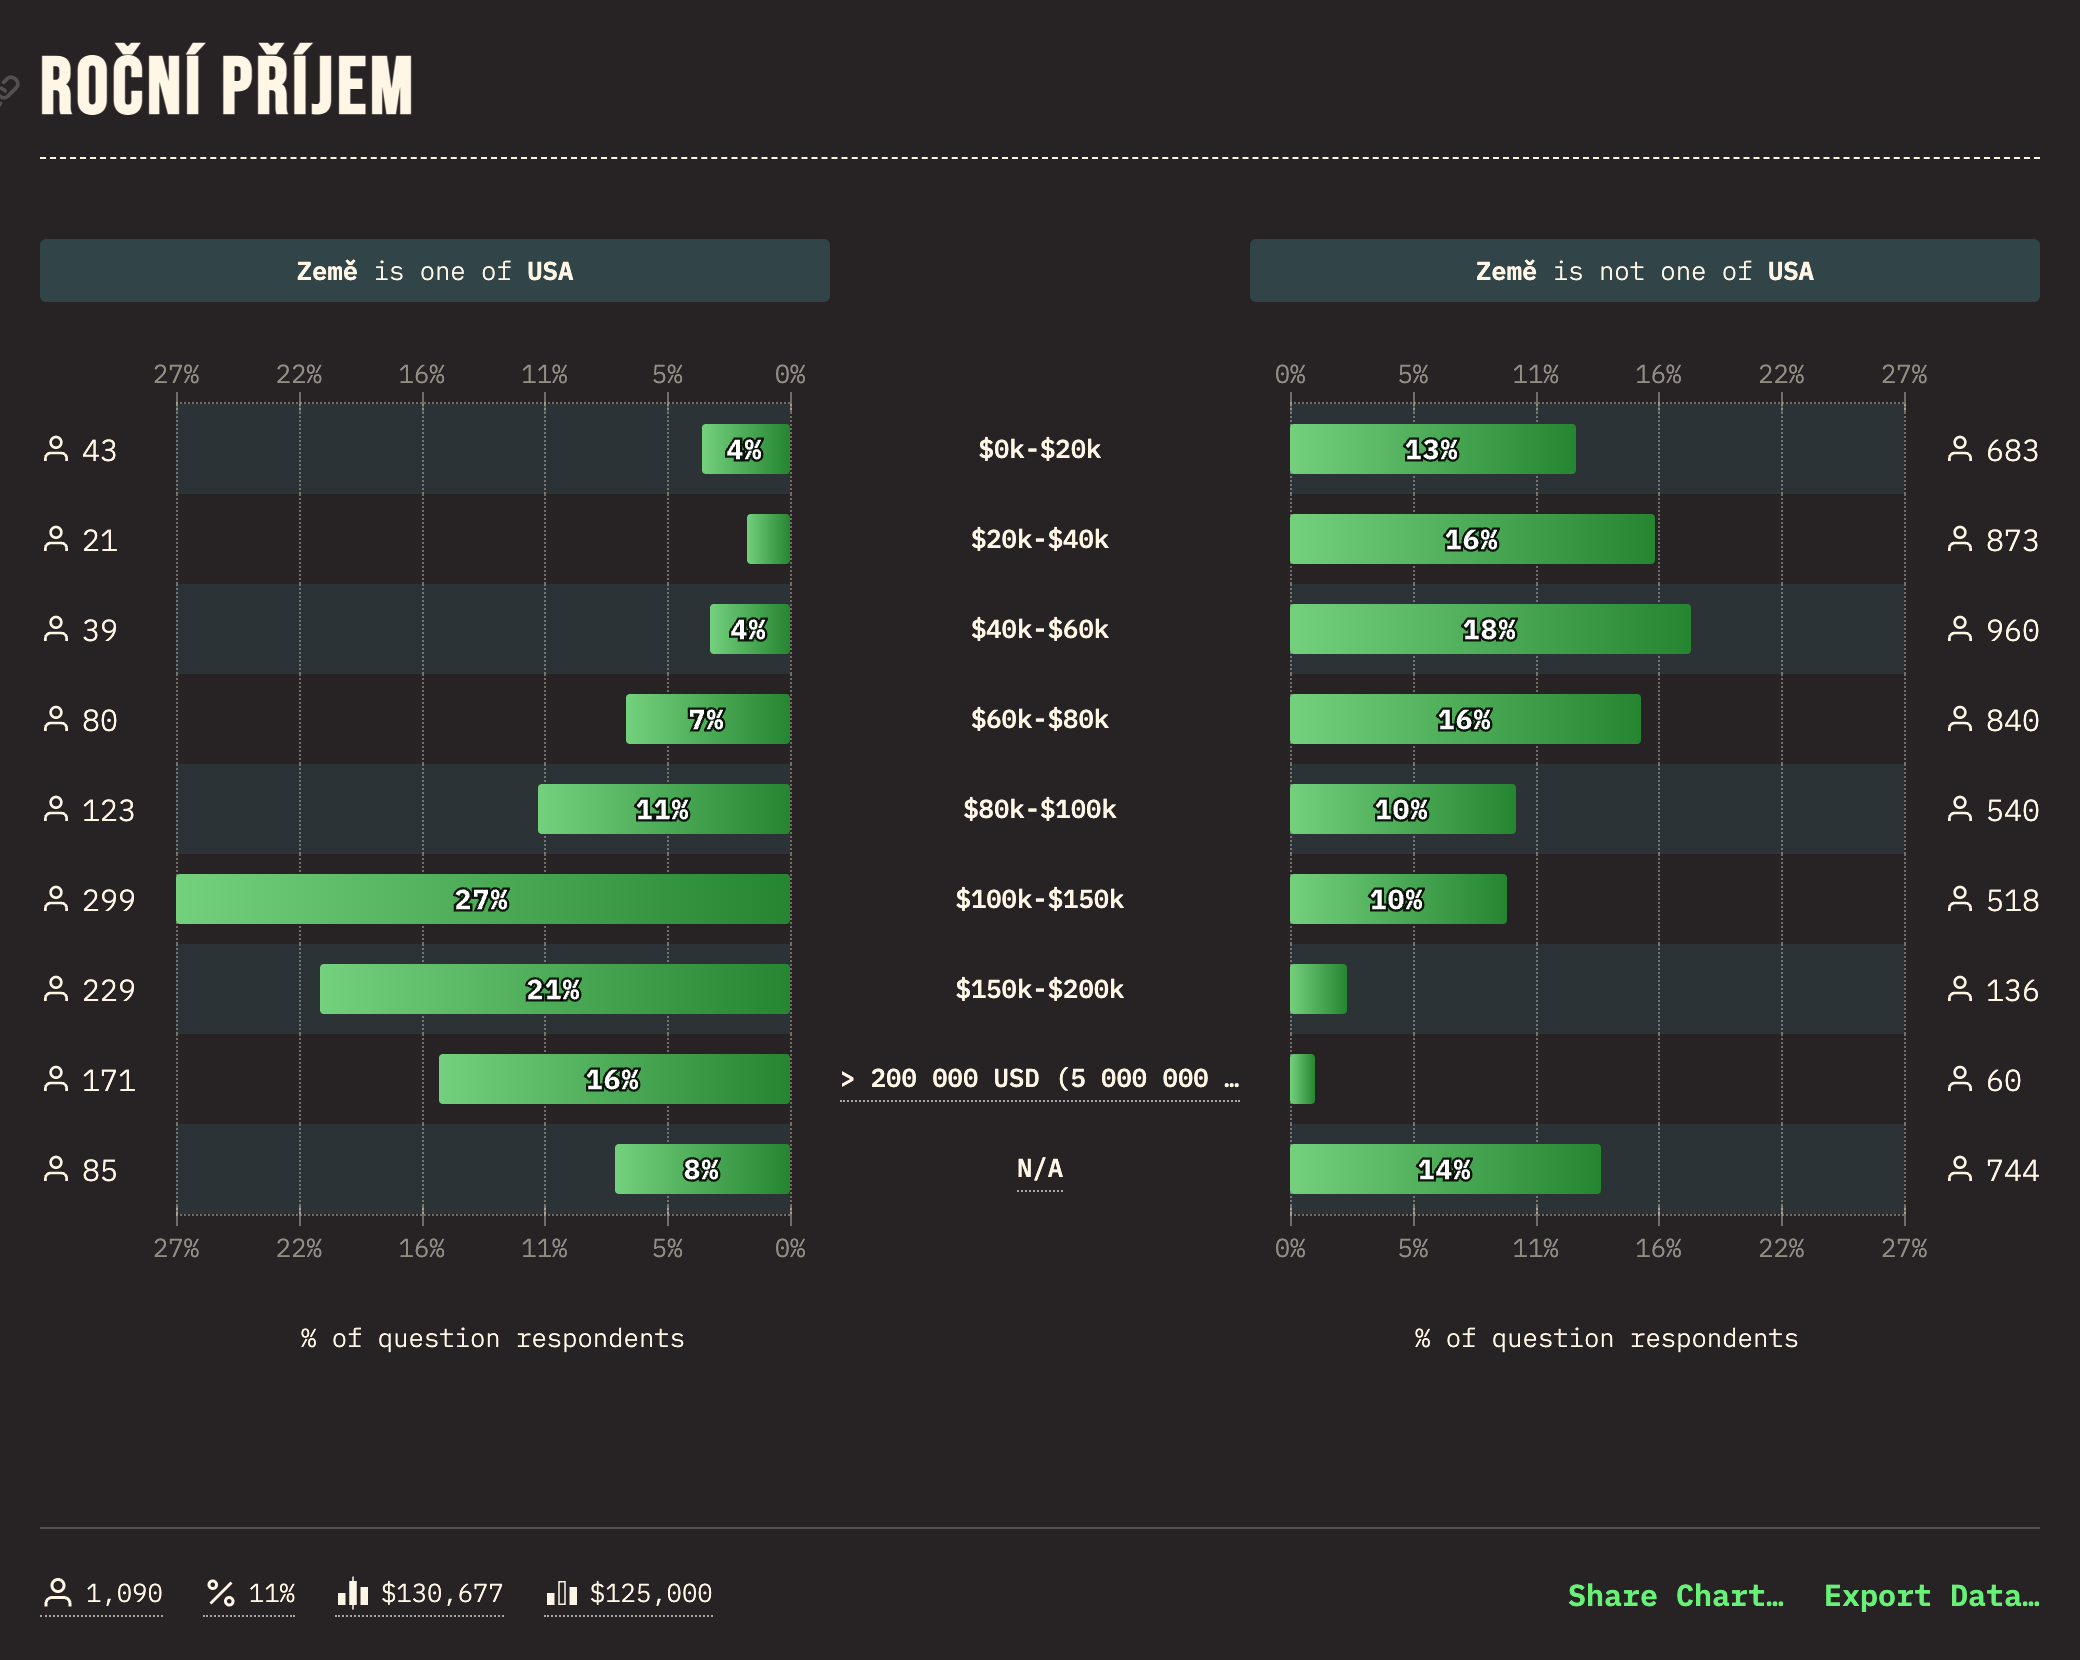 ROČNÍ PŘÍJEM
Země is one of USA
Země is not one of USA
27% 22% 16% 11% 5% 0%
0% 5% 11% 16% 22% 27%
43 4% $0k-$20k 13% 683
21 $20k-$40k 16% 873
39 4% $40k-$60k 18% 960
80 7% $60k-$80k 16% 840
123 11% $80k-$100k 10% 540
299 27% $100k-$150k 10% 518
229 21% $150k-$200k 136
171 16% > 200 000 USD (5 000 000 … 60
85 8% N/A 14% 744
27% 22% 16% 11% 5% 0%
0% 5% 11% 16% 22% 27%
% of question respondents
% of question respondents
1,090 11% $130,677 $125,000
Share Chart… Export Data…